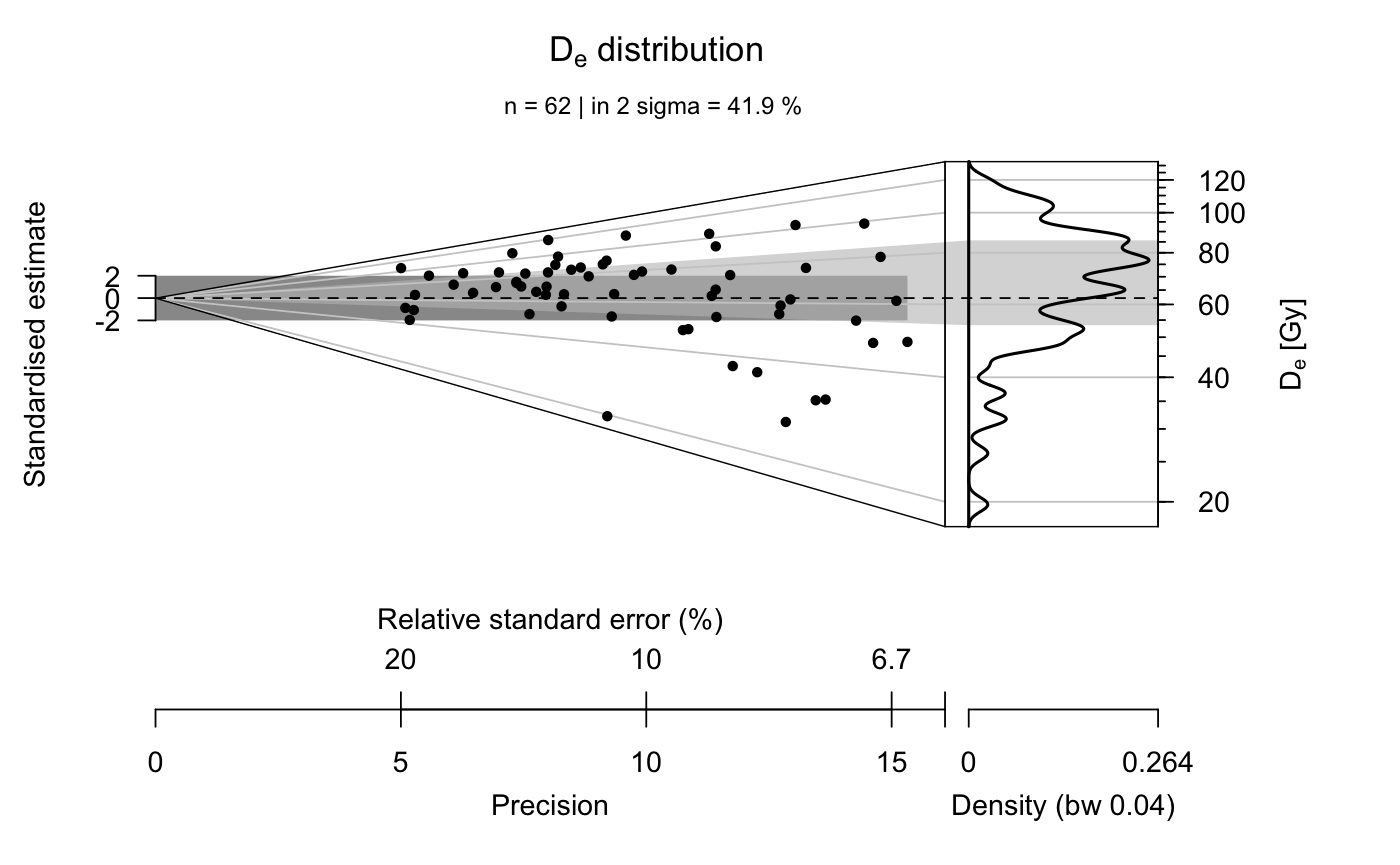 Dₑ distribution
n = 62 | in 2 sigma = 41.9 %
Standardised estimate
2
0
-2
120
100
80
60
40
20
Dₑ [Gy]
Relative standard error (%)
20 10 6.7
0 5 10 15 0 0.264
Precision Density (bw 0.04)